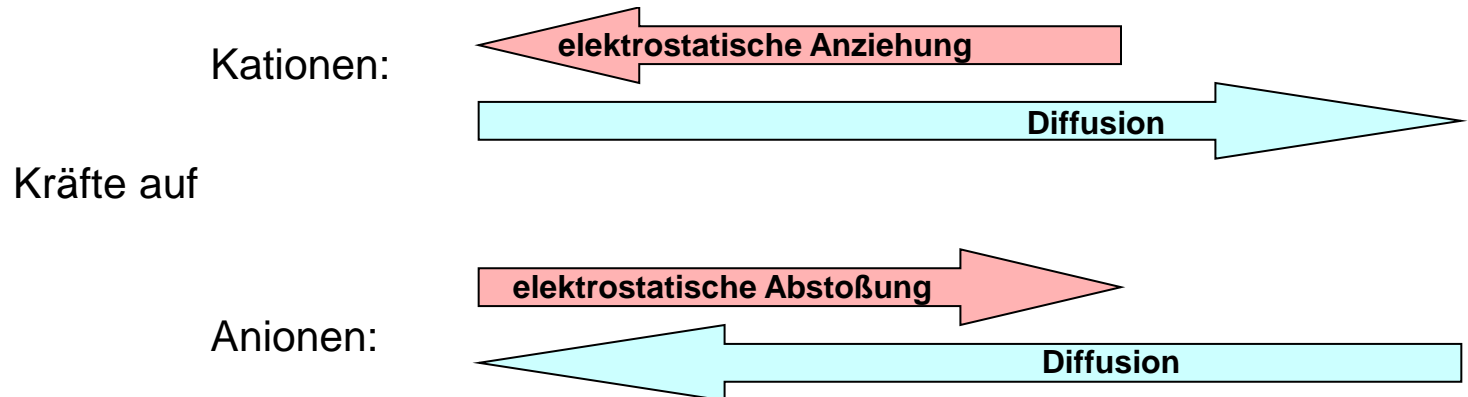 elektrostatische Anziehung
Kationen:
Diffusion
Kräfte auf
elektrostatische Abstoßung
Anionen:
Diffusion